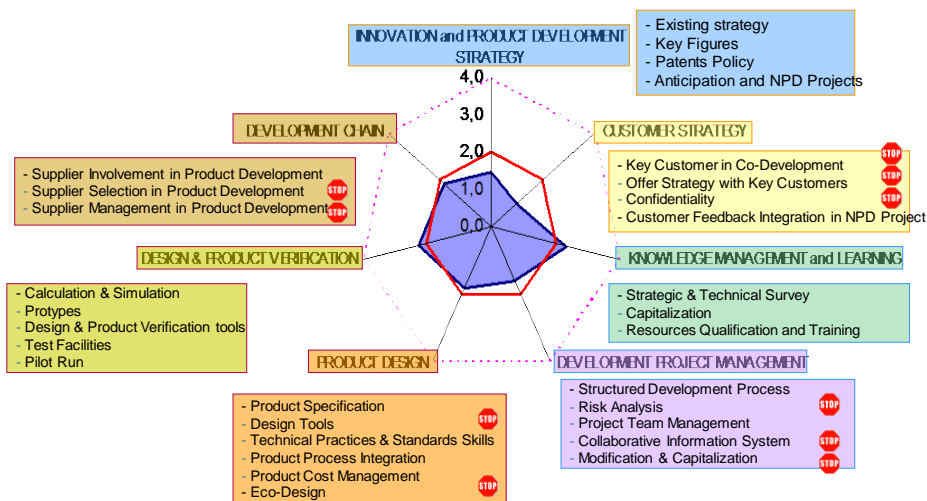 INNOVATION and PRODUCT DEVELOPMENT
STRATEGY
- Existing strategy
- Key Figures
- Patents Policy
- Anticipation and NPD Projects
4,0
3,0
2,0
1,0
0,0
DEVELOPMENT CHAIN
- Supplier Involvement in Product Development
- Supplier Selection in Product Development STOP
- Supplier Management in Product Development STOP
CUSTOMER STRATEGY
STOP
- Key Customer in Co-Development
- Offer Strategy with Key Customers STOP
- Confidentiality STOP
- Customer Feedback Integration in NPD Project
DESIGN & PRODUCT VERIFICATION
- Calculation & Simulation
- Protypes
- Design & Product Verification tools
- Test Facilities
- Pilot Run
KNOWLEDGE MANAGEMENT and LEARNING
- Strategic & Technical Survey
- Capitalization
- Resources Qualification and Training
PRODUCT DESIGN
- Product Specification
- Design Tools STOP
- Technical Practices & Standards Skills
- Product Process Integration
- Product Cost Management
- Eco-Design STOP
DEVELOPMENT PROJECT MANAGEMENT
- Structured Development Process
- Risk Analysis STOP
- Project Team Management
- Collaborative Information System STOP
- Modification & Capitalization STOP